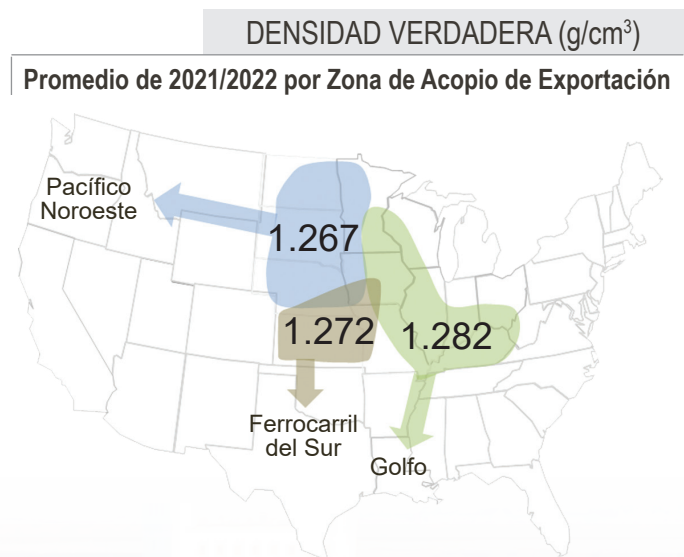 DENSIDAD VERDADERA (g/cm³)
Promedio de 2021/2022 por Zona de Acopio de Exportación
Pacífico
Noroeste
1.267
1.272
1.282
Ferrocarril
del Sur
Golfo